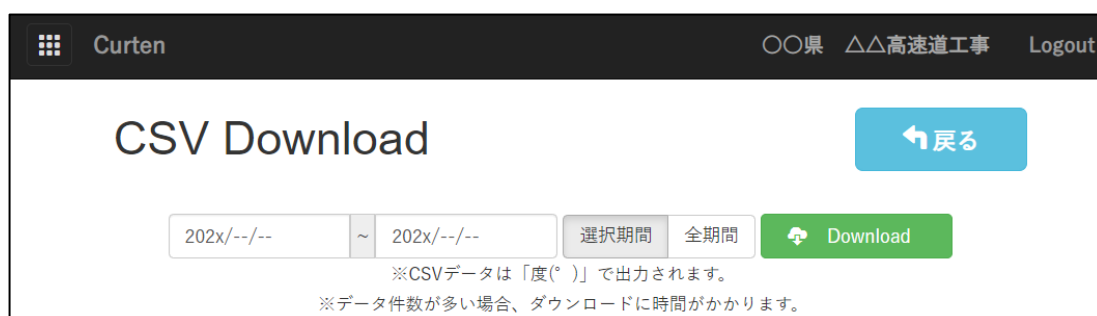 Curten ○○県 △△高速道工事 Logout
CSV Download 戻る
202x/--/-- ~ 202x/--/-- 選択期間 全期間 Download
※CSVデータは「度(°)」で出力されます。
※データ件数が多い場合、ダウンロードに時間がかかります。